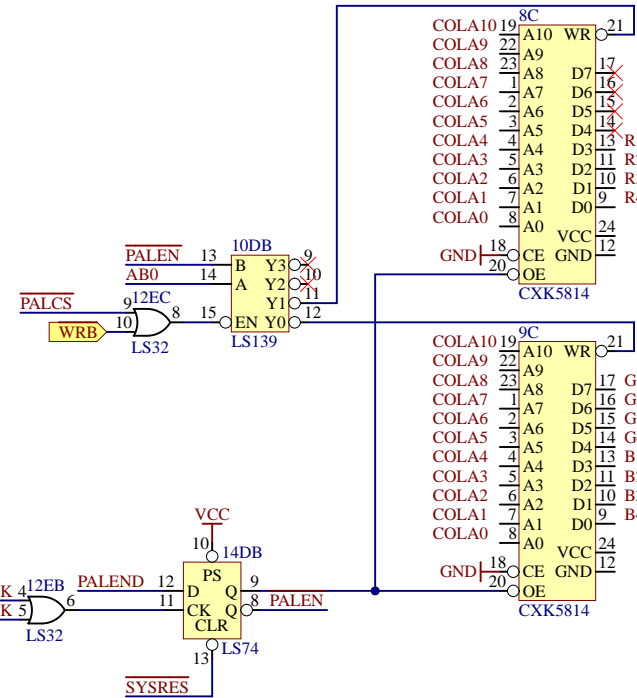 8C
COLA10 19 A10 WR 21
COLA9 22 A9
COLA8 23 A8 D7 17
COLA7 1 A7 D6 16
COLA6 2 A6 D5 15
COLA5 3 A5 D4 14
COLA4 4 A4 D3 13
COLA3 5 A3 D2 11
COLA2 6 A2 D1 10
COLA1 7 A1 D0 9
COLA0 8 A0
VCC 24
GND 18 CE GND 12
20 OE
CXK5814
10DB
PALEN 13 B Y3 9
AB0 14 A Y2 10
Y1 11
PALCS 9 12EC 8 15 EN Y0 12
WRB 10
LS32
LS139
9C
COLA10 19 A10 WR 21
COLA9 22 A9
COLA8 23 A8 D7 17 G
COLA7 1 A7 D6 16 G
COLA6 2 A6 D5 15 G
COLA5 3 A5 D4 14 G
COLA4 4 A4 D3 13 B
COLA3 5 A3 D2 11
COLA2 6 A2 D1 10
COLA1 7 A1 D0 9
COLA0 8 A0
VCC 24
GND 18 CE GND 12
20 OE
CXK5814
VCC
10 14DB
PS
K 4 12EB PALEND 12 D Q 9
K 5 6 11 CK Q 8 PALEN
CLR
LS32
13 LS74
SYSRES